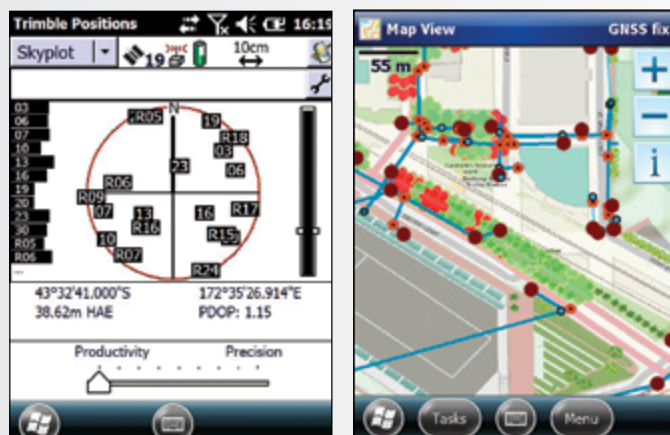 Trimble Positions 16:19
Skyplot 19 10cm
03
06
07
10
13
16
19
20
23
30
R05
R06
...
N
R05
19
R18
03
23
06
R06
R09
07
13
16
R17
R16
R15
10
R07
R24
43°32'41.000"S 172°35'26.914"E
38.62m HAE PDOP: 1.15
Productivity Precision
Map View GNSS fix
55 m
+
−
i
Tasks Menu